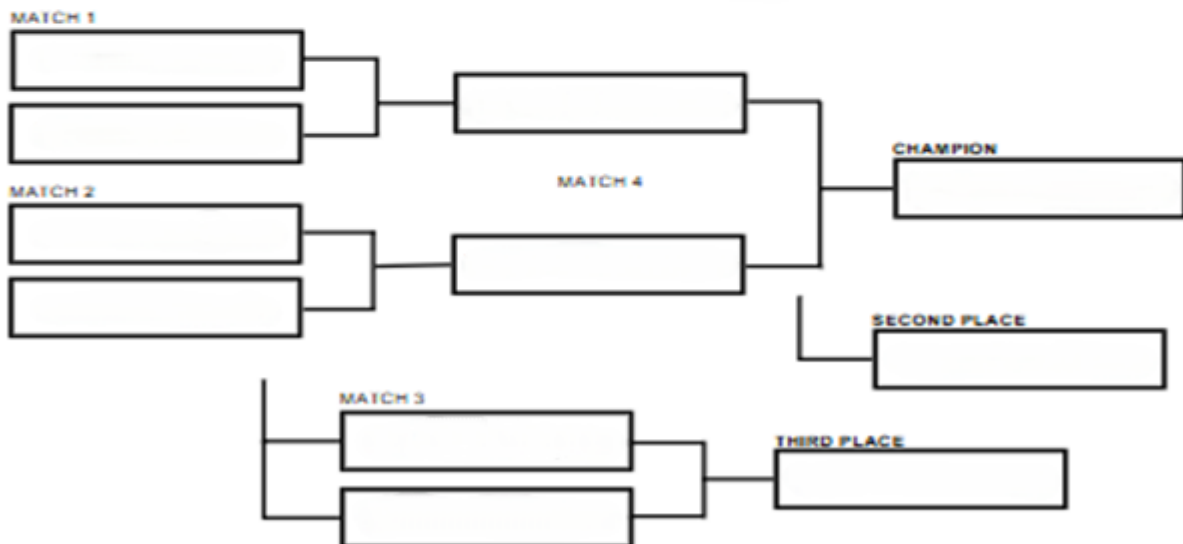 MATCH 1
MATCH 2
MATCH 4
CHAMPION
SECOND PLACE
MATCH 3
THIRD PLACE